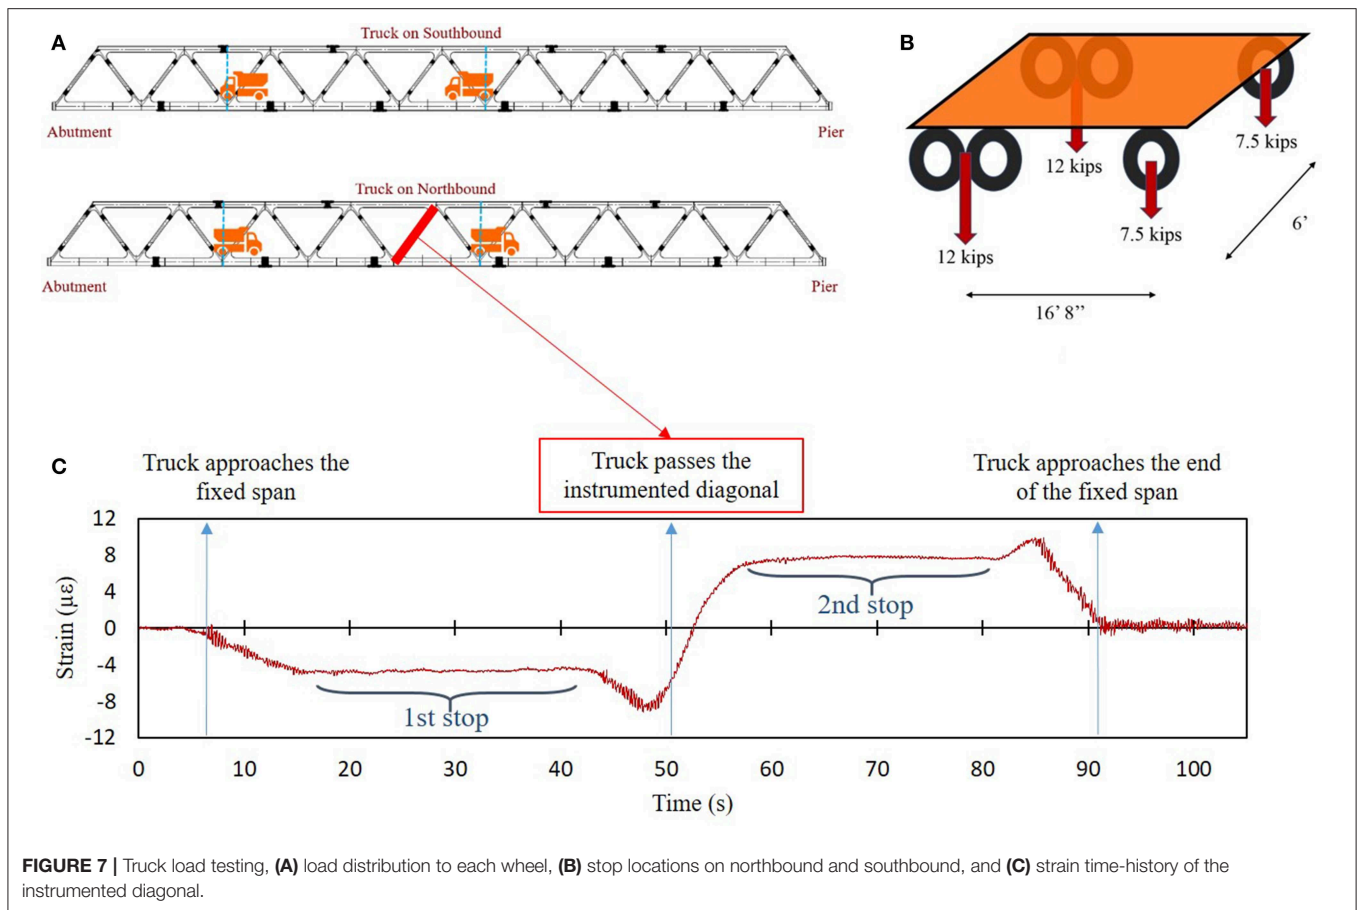 A
Truck on Southbound
Abutment
Pier
Truck on Northbound
Abutment
Pier
B
7.5 kips
12 kips
7.5 kips
12 kips
6’
16’ 8’’
C
Truck approaches the
fixed span
Truck passes the
instrumented diagonal
Truck approaches the end
of the fixed span
12
8
4
0
-4
-8
-12
Strain (µε)
1st stop
2nd stop
0 10 20 30 40 50 60 70 80 90 100
Time (s)
FIGURE 7 | Truck load testing, (A) load distribution to each wheel, (B) stop locations on northbound and southbound, and (C) strain time-history of the
instrumented diagonal.